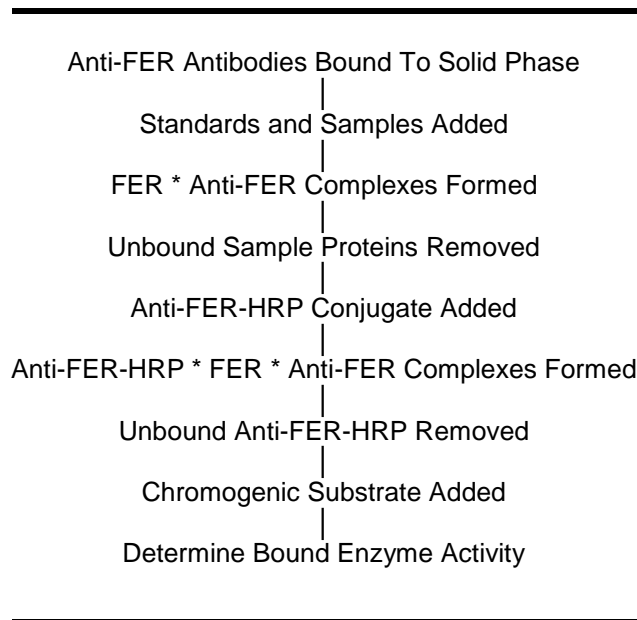 Anti-FER Antibodies Bound To Solid Phase
Standards and Samples Added
FER * Anti-FER Complexes Formed
Unbound Sample Proteins Removed
Anti-FER-HRP Conjugate Added
Anti-FER-HRP * FER * Anti-FER Complexes Formed
Unbound Anti-FER-HRP Removed
Chromogenic Substrate Added
Determine Bound Enzyme Activity